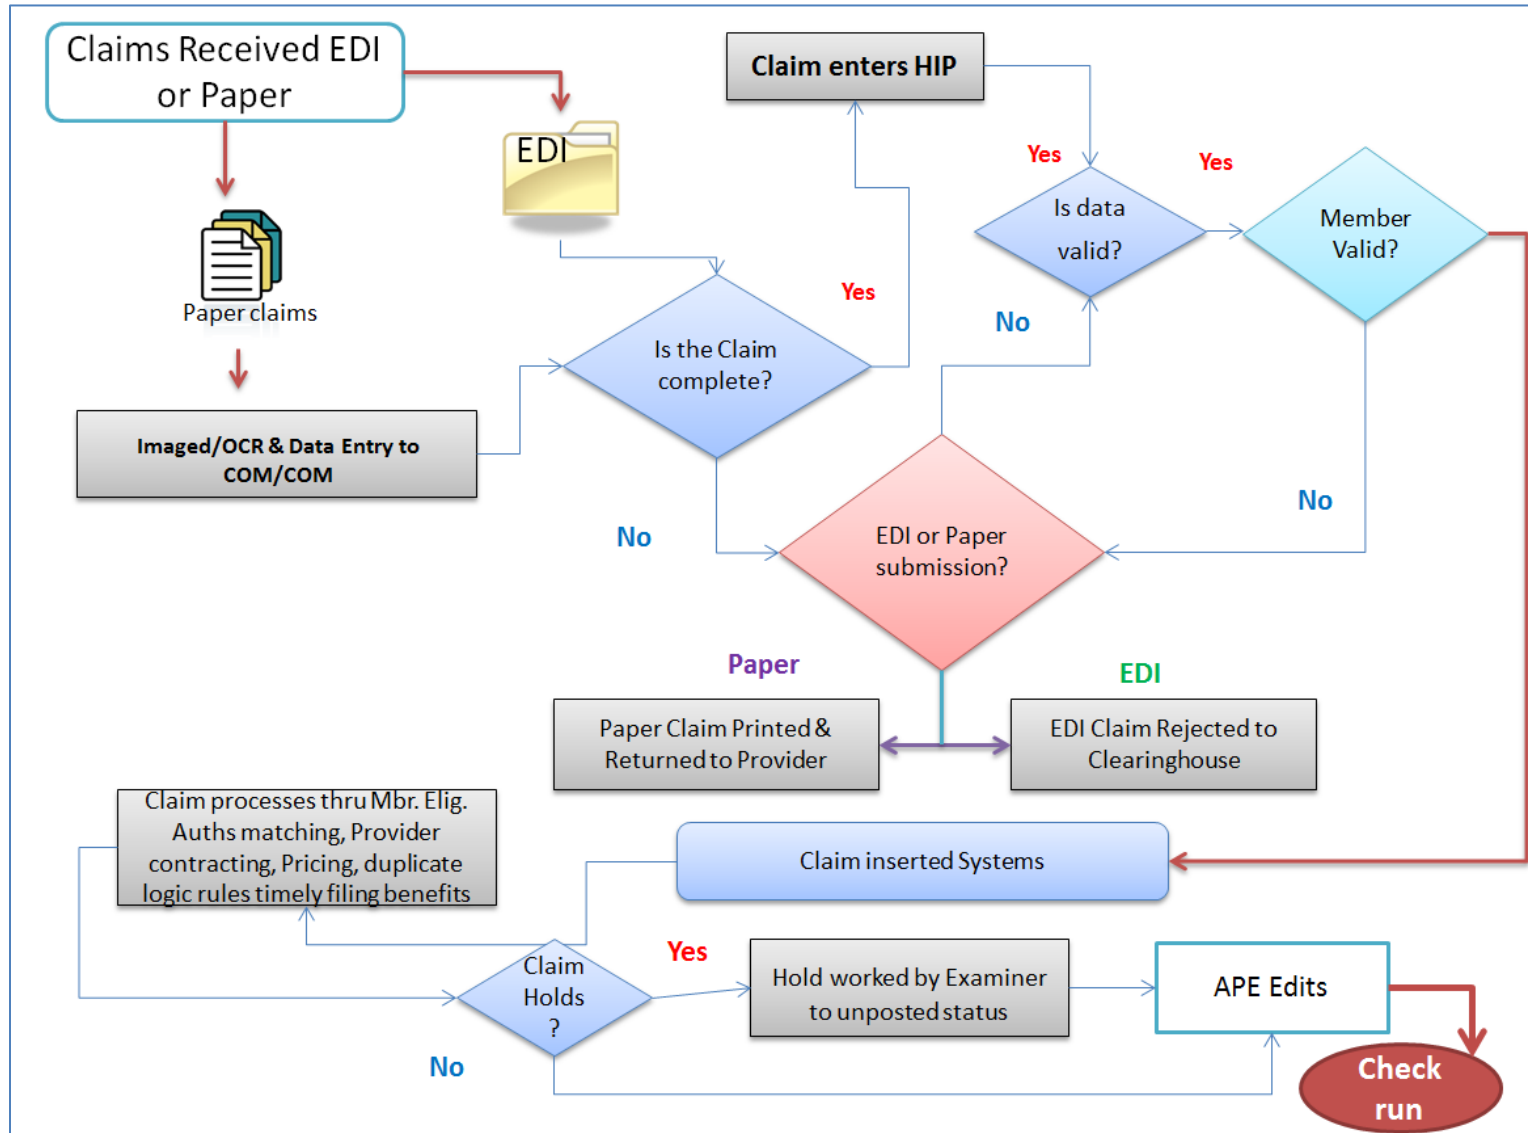 Claims Received EDI
or Paper
EDI
Paper claims
Imaged/OCR & Data Entry to
COM/COM
Claim enters HIP
Is the Claim
complete?
Yes
No
Yes
Is data
valid?
No
Yes
Member
Valid?
No
EDI or Paper
submission?
Paper
EDI
Paper Claim Printed &
Returned to Provider
EDI Claim Rejected to
Clearinghouse
Claim inserted Systems
Claim processes thru Mbr. Elig.
Auths matching, Provider
contracting, Pricing, duplicate
logic rules timely filing benefits
Claim
Holds
?
Yes
No
Hold worked by Examiner
to unposted status
APE Edits
Check
run